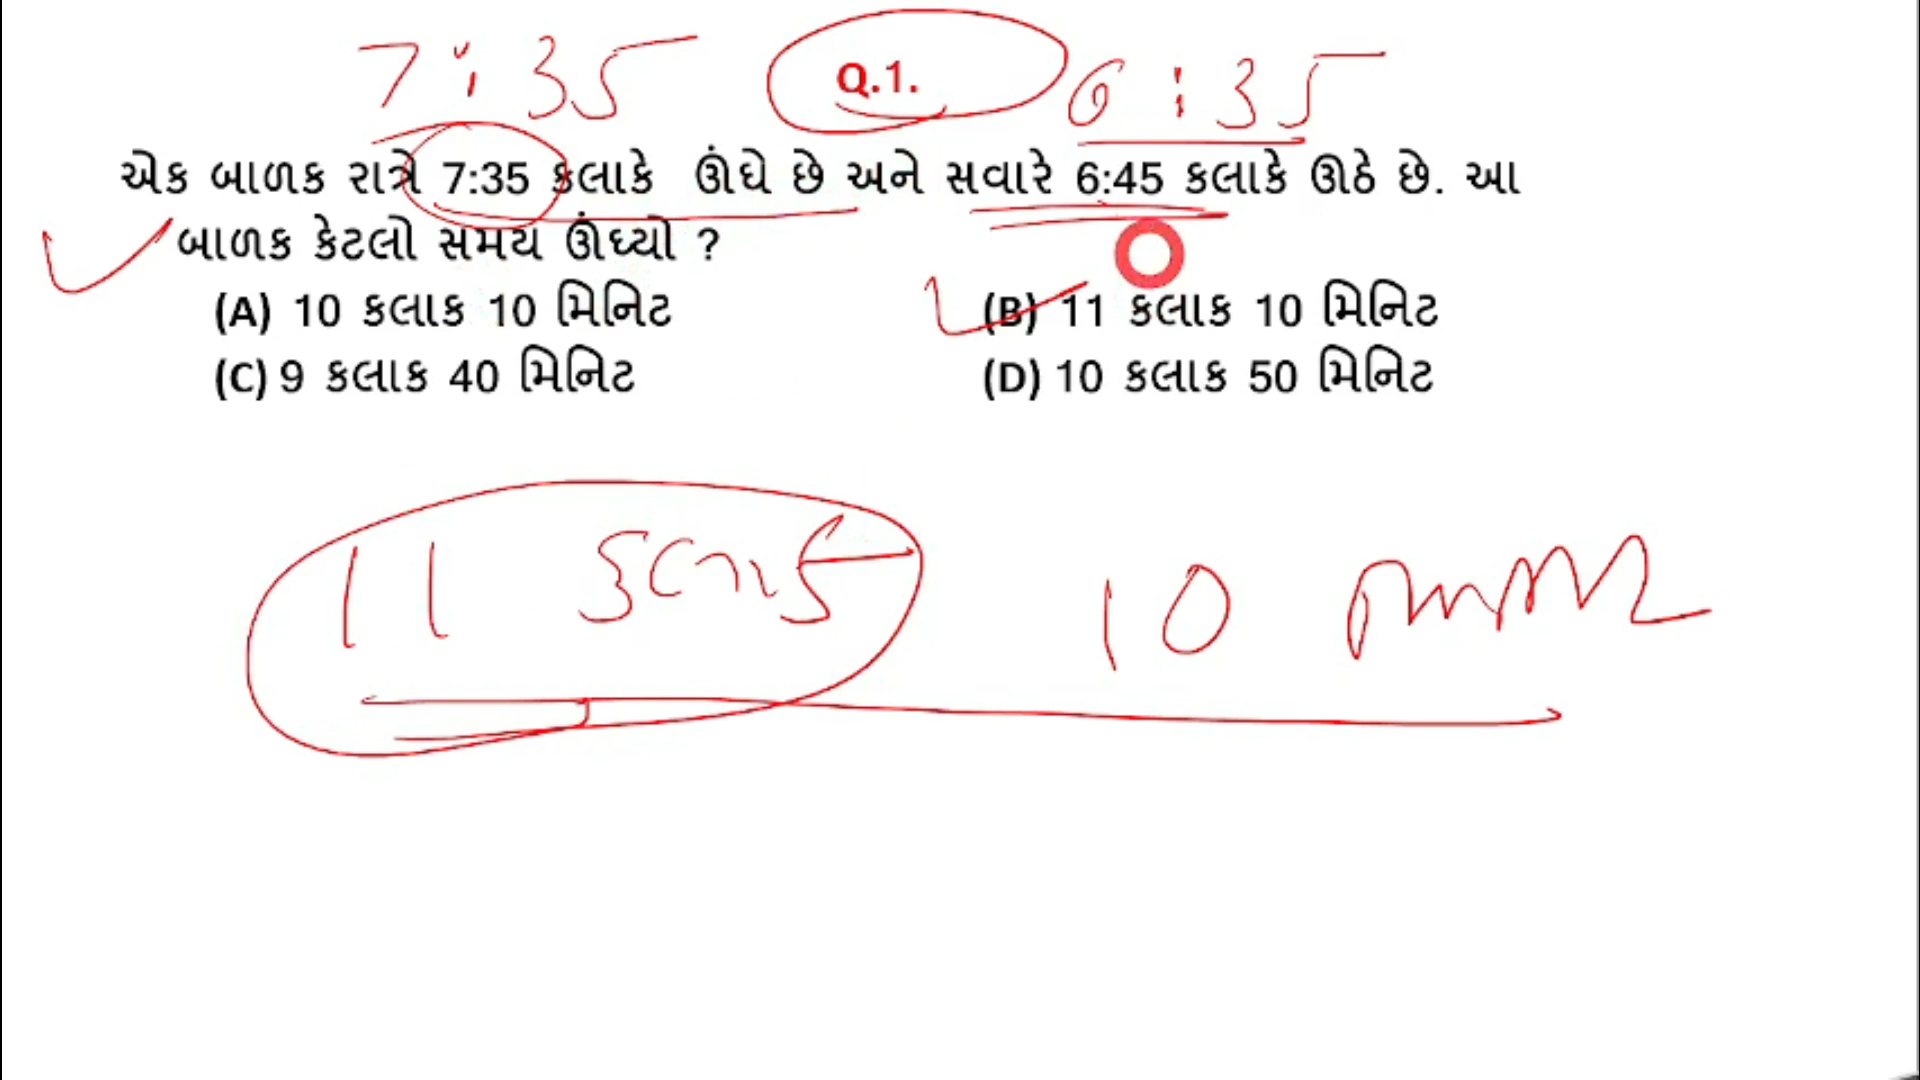 7:35 Q.1. 6:35
એક બાળક રાત્રે 7:35 કલાકે ઊંઘે છે અને સવારે 6:45 કલાકે ઊઠે છે. આ
બાળક કેટલો સમય ઊંઘ્યો ?
(A) 10 કલાક 10 મિનિટ (B) 11 કલાક 10 મિનિટ
(C) 9 કલાક 40 મિનિટ (D) 10 કલાક 50 મિનિટ
11 કલાક 10 મિનિટ